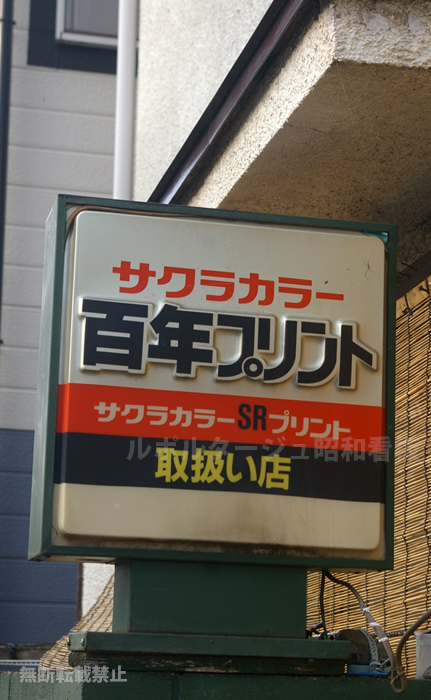 サクラカラー
百年プリント
サクラカラーSRプリント
ルポルタージュ昭和看
取扱い店
無断転載禁止